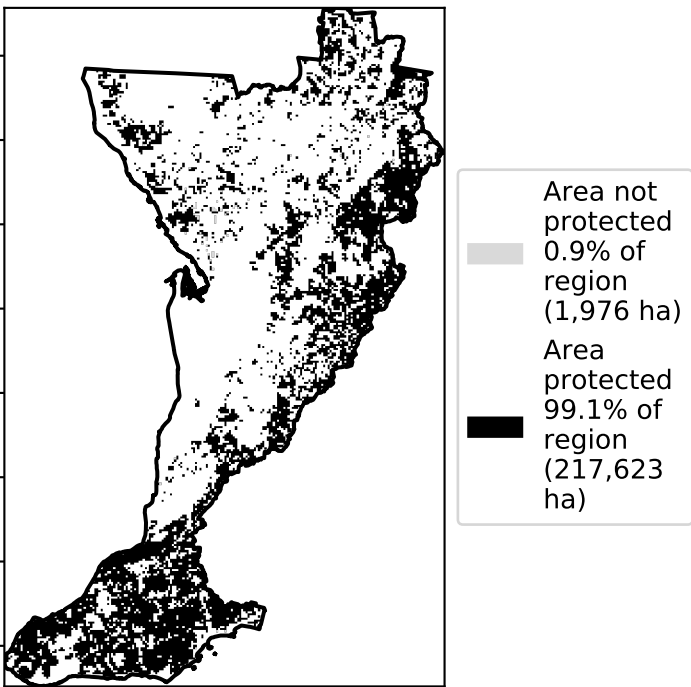 Area not
protected
0.9% of
region
(1,976 ha)
Area
protected
99.1% of
region
(217,623
ha)